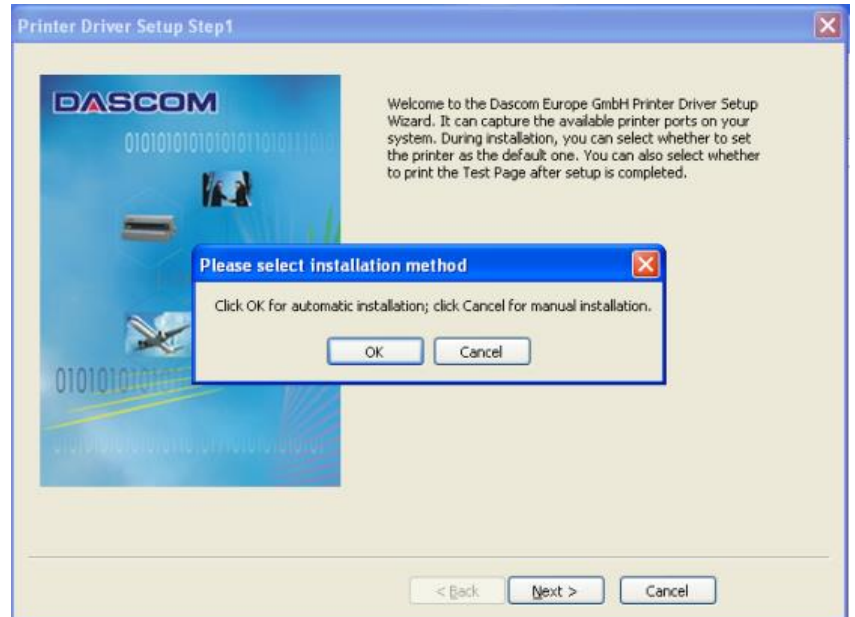 Printer Driver Setup Step1
DASCOM
Welcome to the Dascom Europe GmbH Printer Driver Setup
Wizard. It can capture the available printer ports on your
system. During installation, you can select whether to set
the printer as the default one. You can also select whether
to print the Test Page after setup is completed.
Please select installation method
Click OK for automatic installation; click Cancel for manual installation.
OK
Cancel
< Back
Next >
Cancel